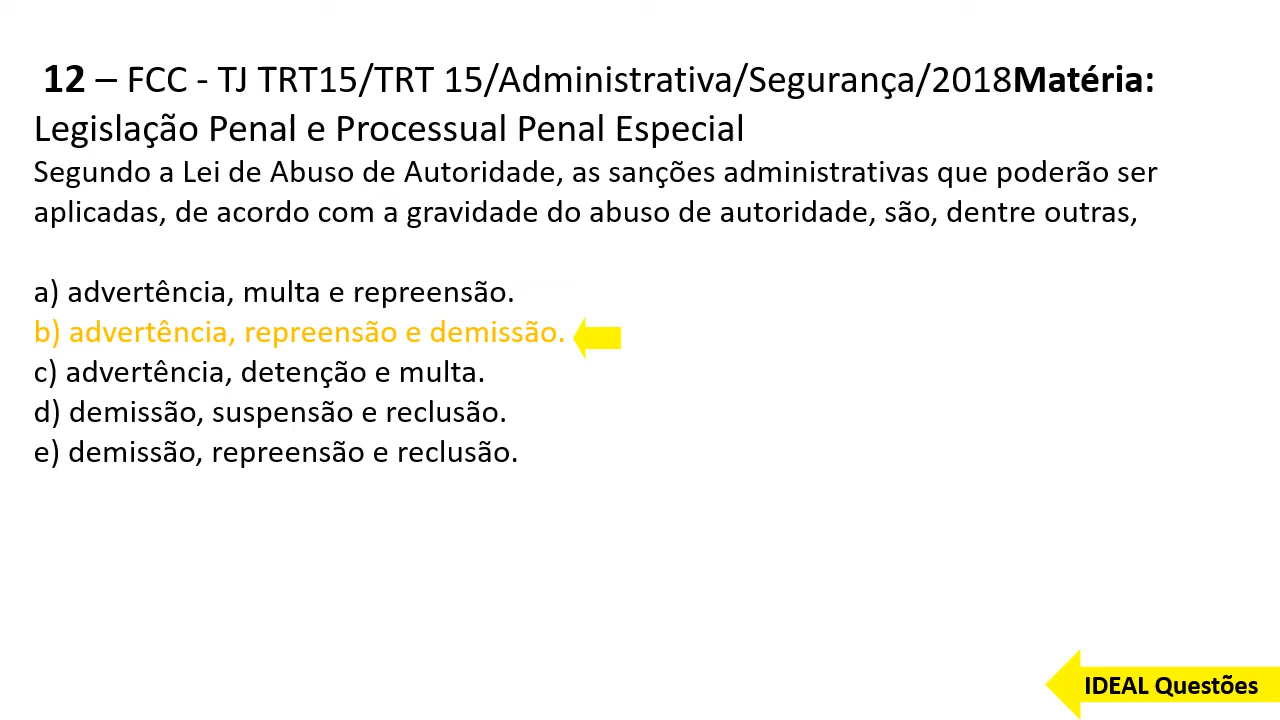 12 – FCC - TJ TRT15/TRT 15/Administrativa/Segurança/2018Matéria:
Legislação Penal e Processual Penal Especial
Segundo a Lei de Abuso de Autoridade, as sanções administrativas que poderão ser
aplicadas, de acordo com a gravidade do abuso de autoridade, são, dentre outras,
a) advertência, multa e repreensão.
b) advertência, repreensão e demissão.
c) advertência, detenção e multa.
d) demissão, suspensão e reclusão.
e) demissão, repreensão e reclusão.
IDEAL Questões